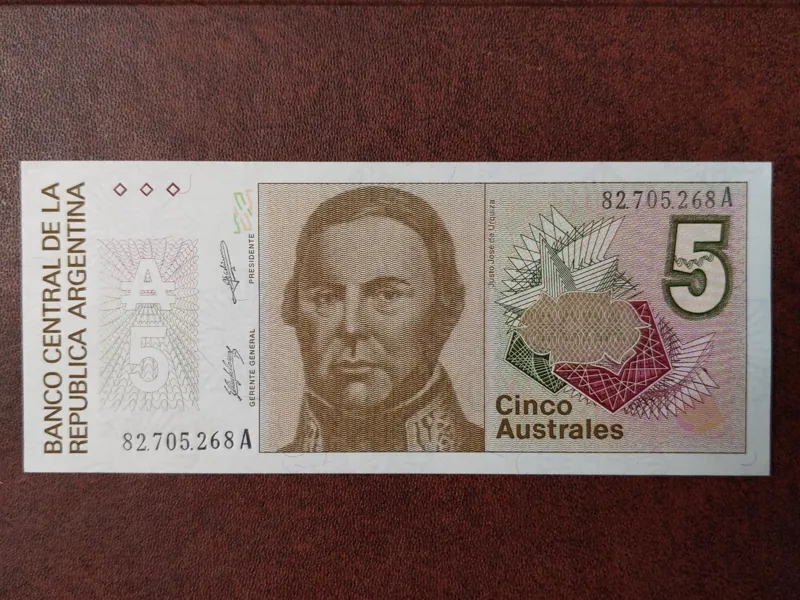 BANCO CENTRAL DE LA
REPUBLICA ARGENTINA
A
5
82.705.268 A
GERENTE GENERAL
PRESIDENTE
Justo José de Urquiza
82.705.268 A
5
Cinco
Australes